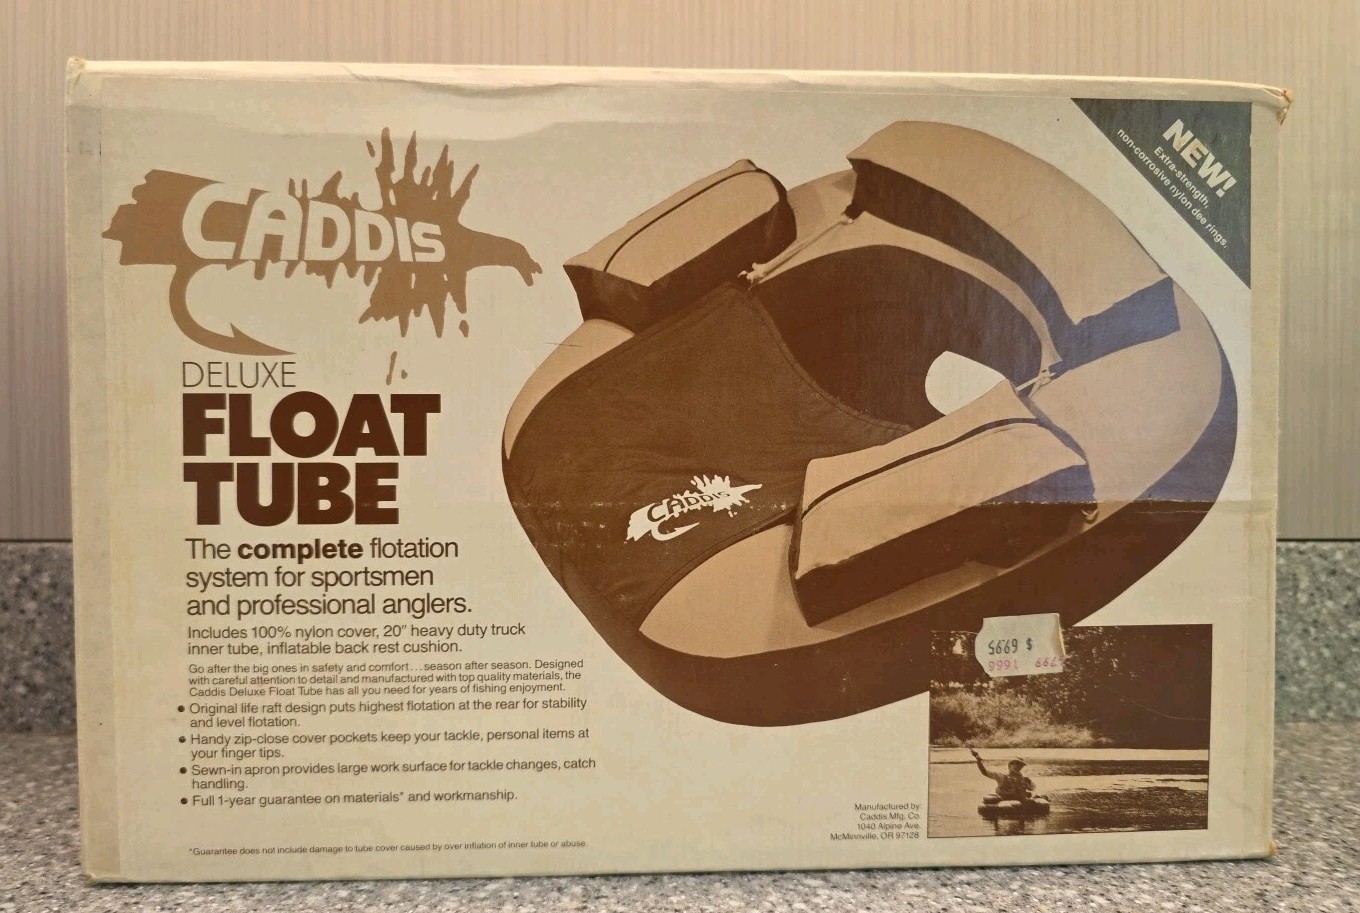 CADDIS
DELUXE
FLOAT
TUBE
The complete flotation
system for sportsmen
and professional anglers.
Includes 100% nylon cover, 20" heavy duty truck
inner tube, inflatable back rest cushion.
Go after the big ones in safety and comfort...season after season. Designed
with careful attention to detail and manufactured with top quality materials, the
Caddis Deluxe Float Tube has all you need for years of fishing enjoyment.
• Original life raft design puts highest flotation at the rear for stability
and level flotation.
• Handy zip-close cover pockets keep your tackle, personal items at
your finger tips.
• Sewn-in apron provides large work surface for tackle changes, catch
handling.
• Full 1-year guarantee on materials* and workmanship.
*Guarantee does not include damage to tube cover caused by over inflation of inner tube or abuse.
NEW!
Extra-strength,
non-corrosive nylon dee rings.
CADDIS
$
Manufactured by:
Caddis Mfg. Co.
1040 Alpine Ave.
McMinnville, OR 97128